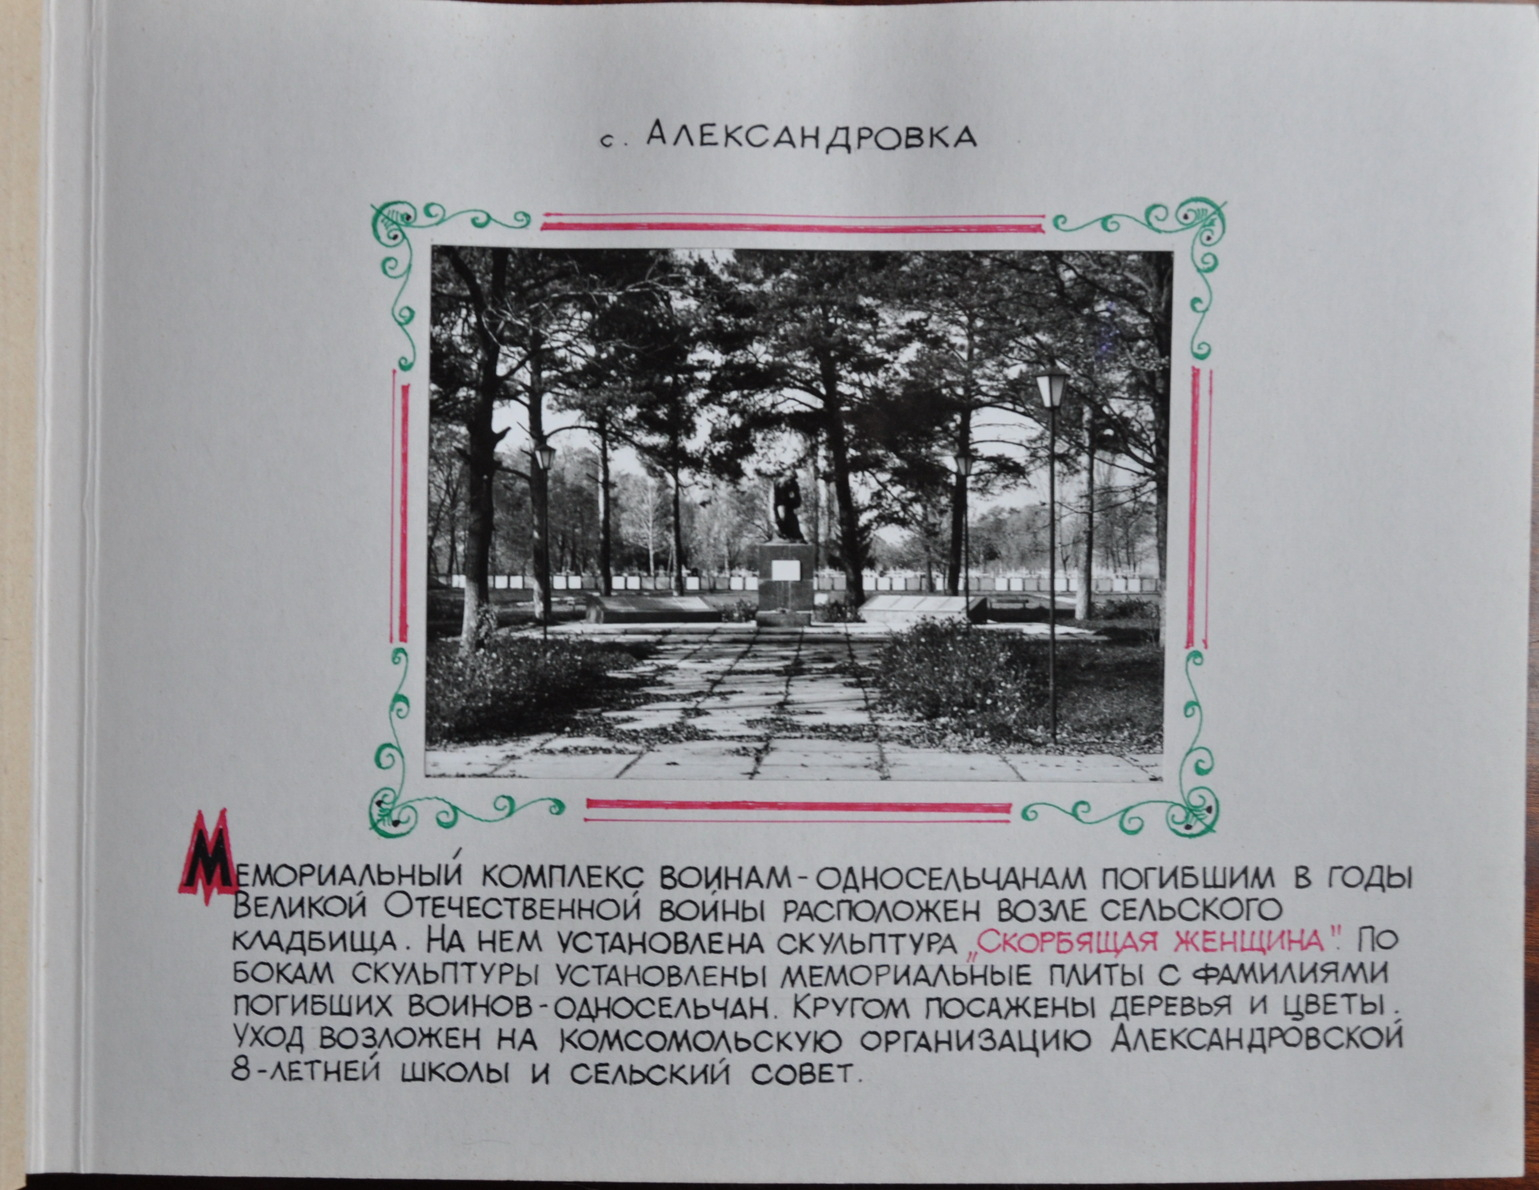 с. Александровка
Мемориальный комплекс воинам-односельчанам погибшим в годы
Великой Отечественной войны расположен возле сельского
кладбища. На нем установлена скульптура „Скорбящая женщина". По
бокам скульптуры установлены мемориальные плиты с фамилиями
погибших воинов-односельчан. Кругом посажены деревья и цветы.
Уход возложен на комсомольскую организацию Александровской
8-летней школы и сельский совет.